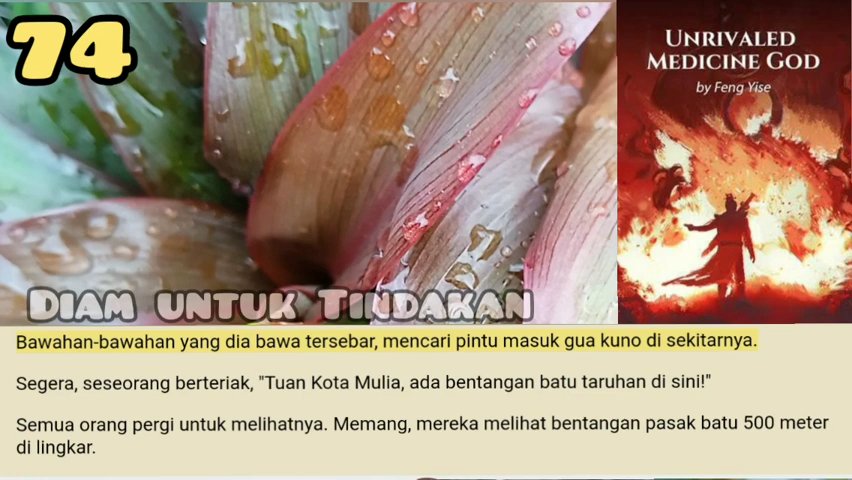 74
UNRIVALED
MEDICINE GOD
by Feng Yise
DIAM UNTUK TINDAKAN
Bawahan-bawahan yang dia bawa tersebar, mencari pintu masuk gua kuno di sekitarnya.
Segera, seseorang berteriak, "Tuan Kota Mulia, ada bentangan batu taruhan di sini!"
Semua orang pergi untuk melihatnya. Memang, mereka melihat bentangan pasak batu 500 meter
di lingkar.